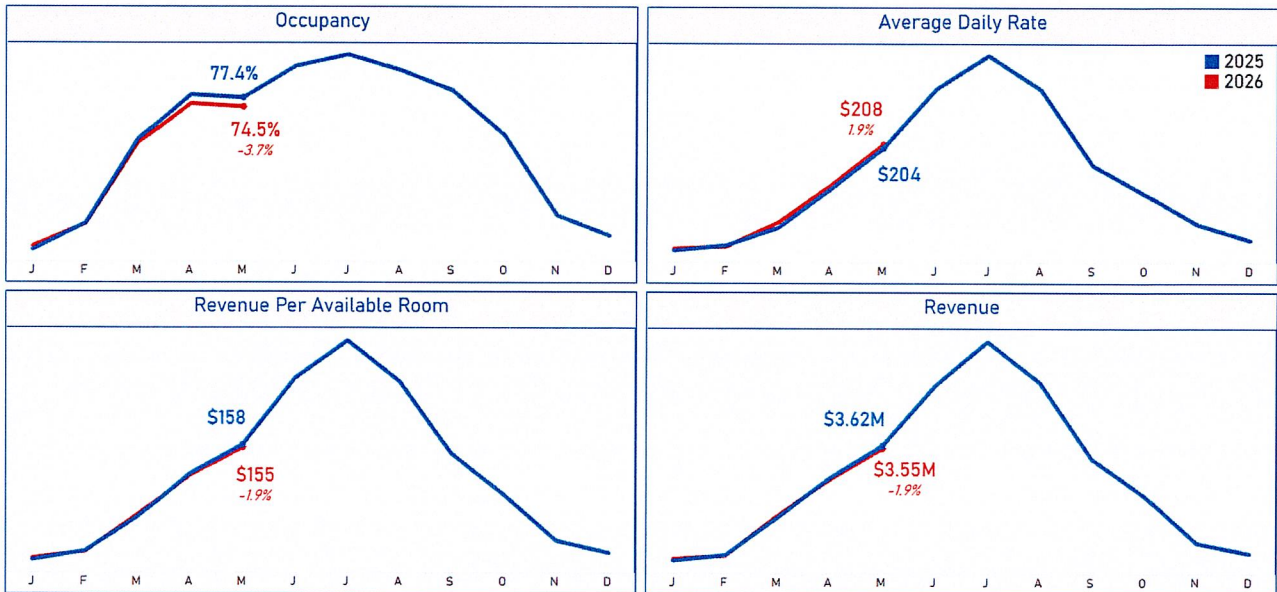 Occupancy
77.4%
74.5%
-3.7%
J F M A M J J A S O N D
Average Daily Rate
2025
2026
$208
1.9%
$204
J F M A M J J A S O N D
Revenue Per Available Room
$158
$155
-1.9%
J F M A M J J A S O N D
Revenue
$3.62M
$3.55M
-1.9%
J F M A M J J A S O N D